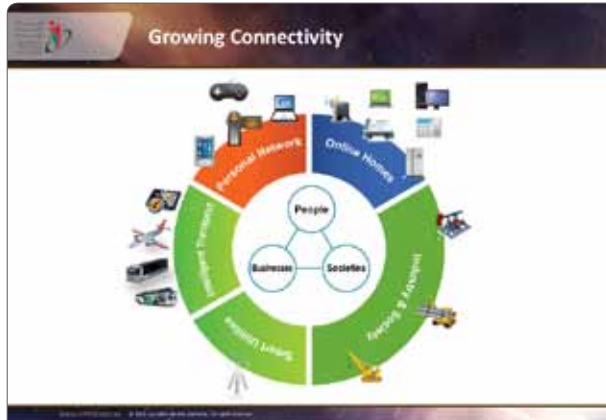 Growing Connectivity
Personal Network
Online Homes
Intelligent Transport
People
Businesses
Societies
Industry & Society
Smart Utilities